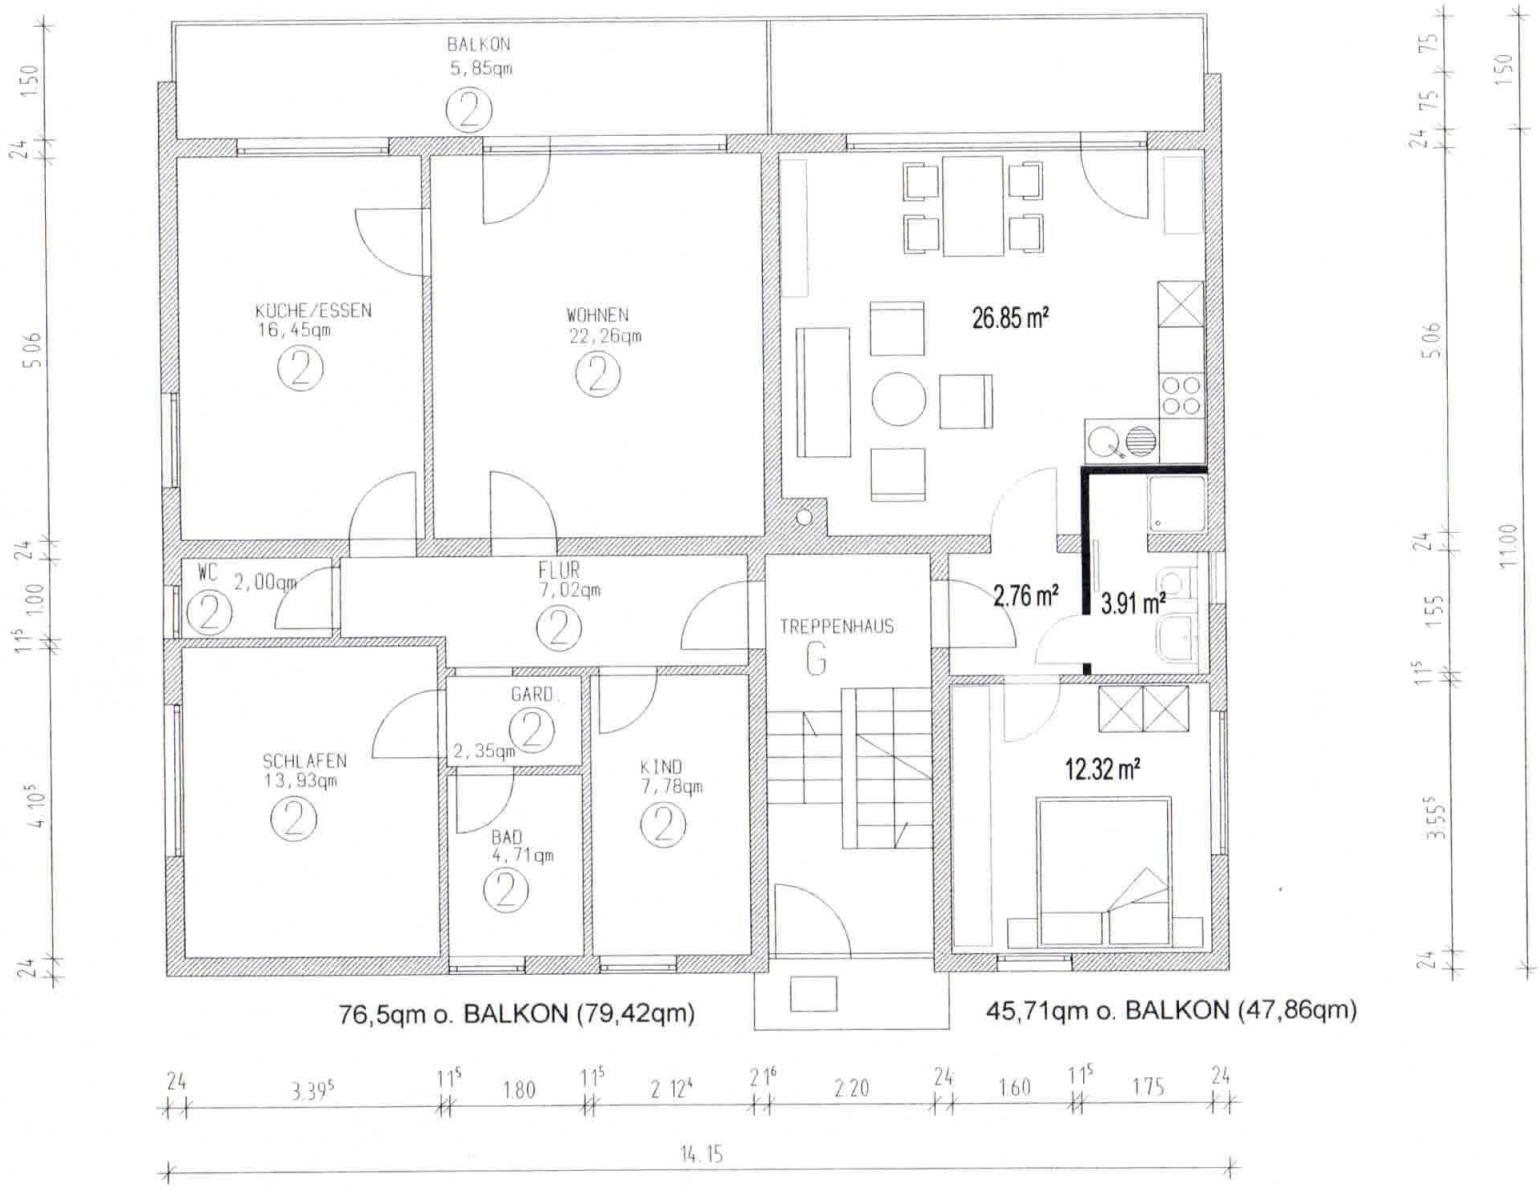 BALKON
5,85qm
2
KÜCHE/ESSEN
16,45qm
2
WOHNEN
22,26qm
2
26.85 m²
WC
2,00qm
2
FLUR
7,02qm
2
TREPPENHAUS
G
2.76 m²
3.91 m²
GARD.
2
2,35qm
SCHLAFEN
13,93qm
2
KIND
7,78qm
2
BAD
4,71qm
2
12.32 m²
76,5qm o. BALKON (79,42qm)
45,71qm o. BALKON (47,86qm)
1.50
24
5.06
24
1.00
11⁵
4.10⁵
24
75
75
24
5.06
24
1.55
11⁵
3.55⁵
24
1.50
11.00
24
3.39⁵
11⁵
1.80
11⁵
2.12⁴
21⁶
2.20
24
1.60
11⁵
1.75
24
14.15